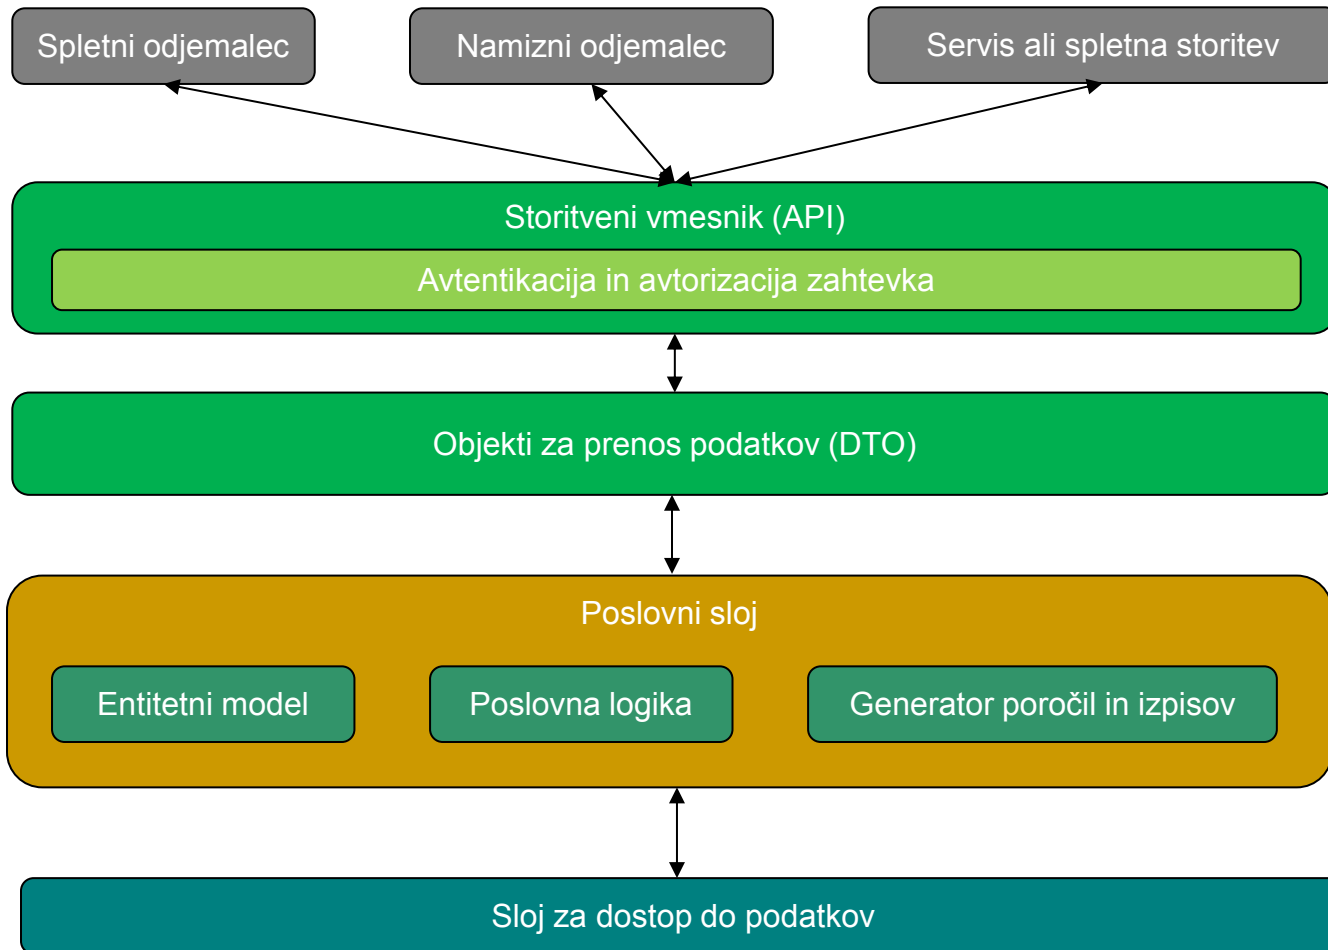 Spletni odjemalec
Namizni odjemalec
Servis ali spletna storitev
Storitveni vmesnik (API)
Avtentikacija in avtorizacija zahtevka
Objekti za prenos podatkov (DTO)
Poslovni sloj
Entitetni model
Poslovna logika
Generator poročil in izpisov
Sloj za dostop do podatkov